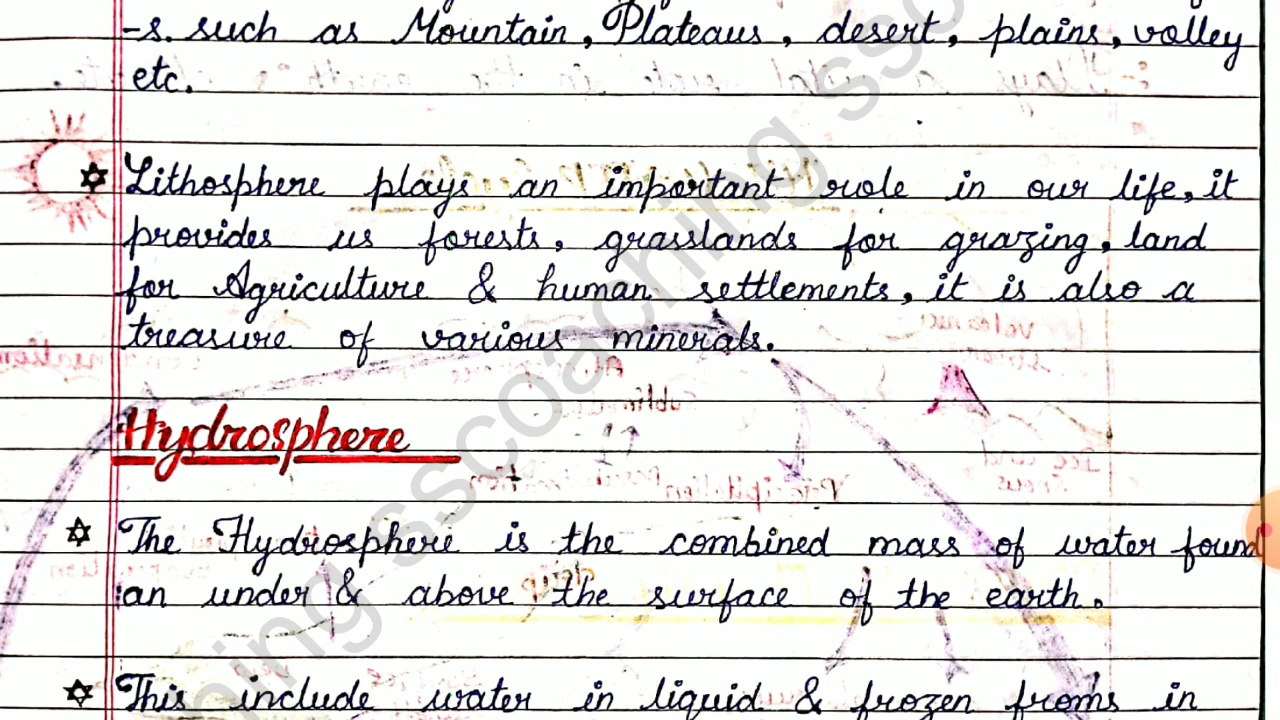 -s. such as Mountain, Plateaus, desert, plains, valley
etc.
Lithosphere plays an important role in our life, it
provides us forests, grasslands for grazing, land
for Agriculture & human settlements, it is also a
treasure of various minerals.
Hydrosphere
The Hydrosphere is the combined mass of water found
an under & above the surface of the earth.
This include water in liquid & frozen froms in